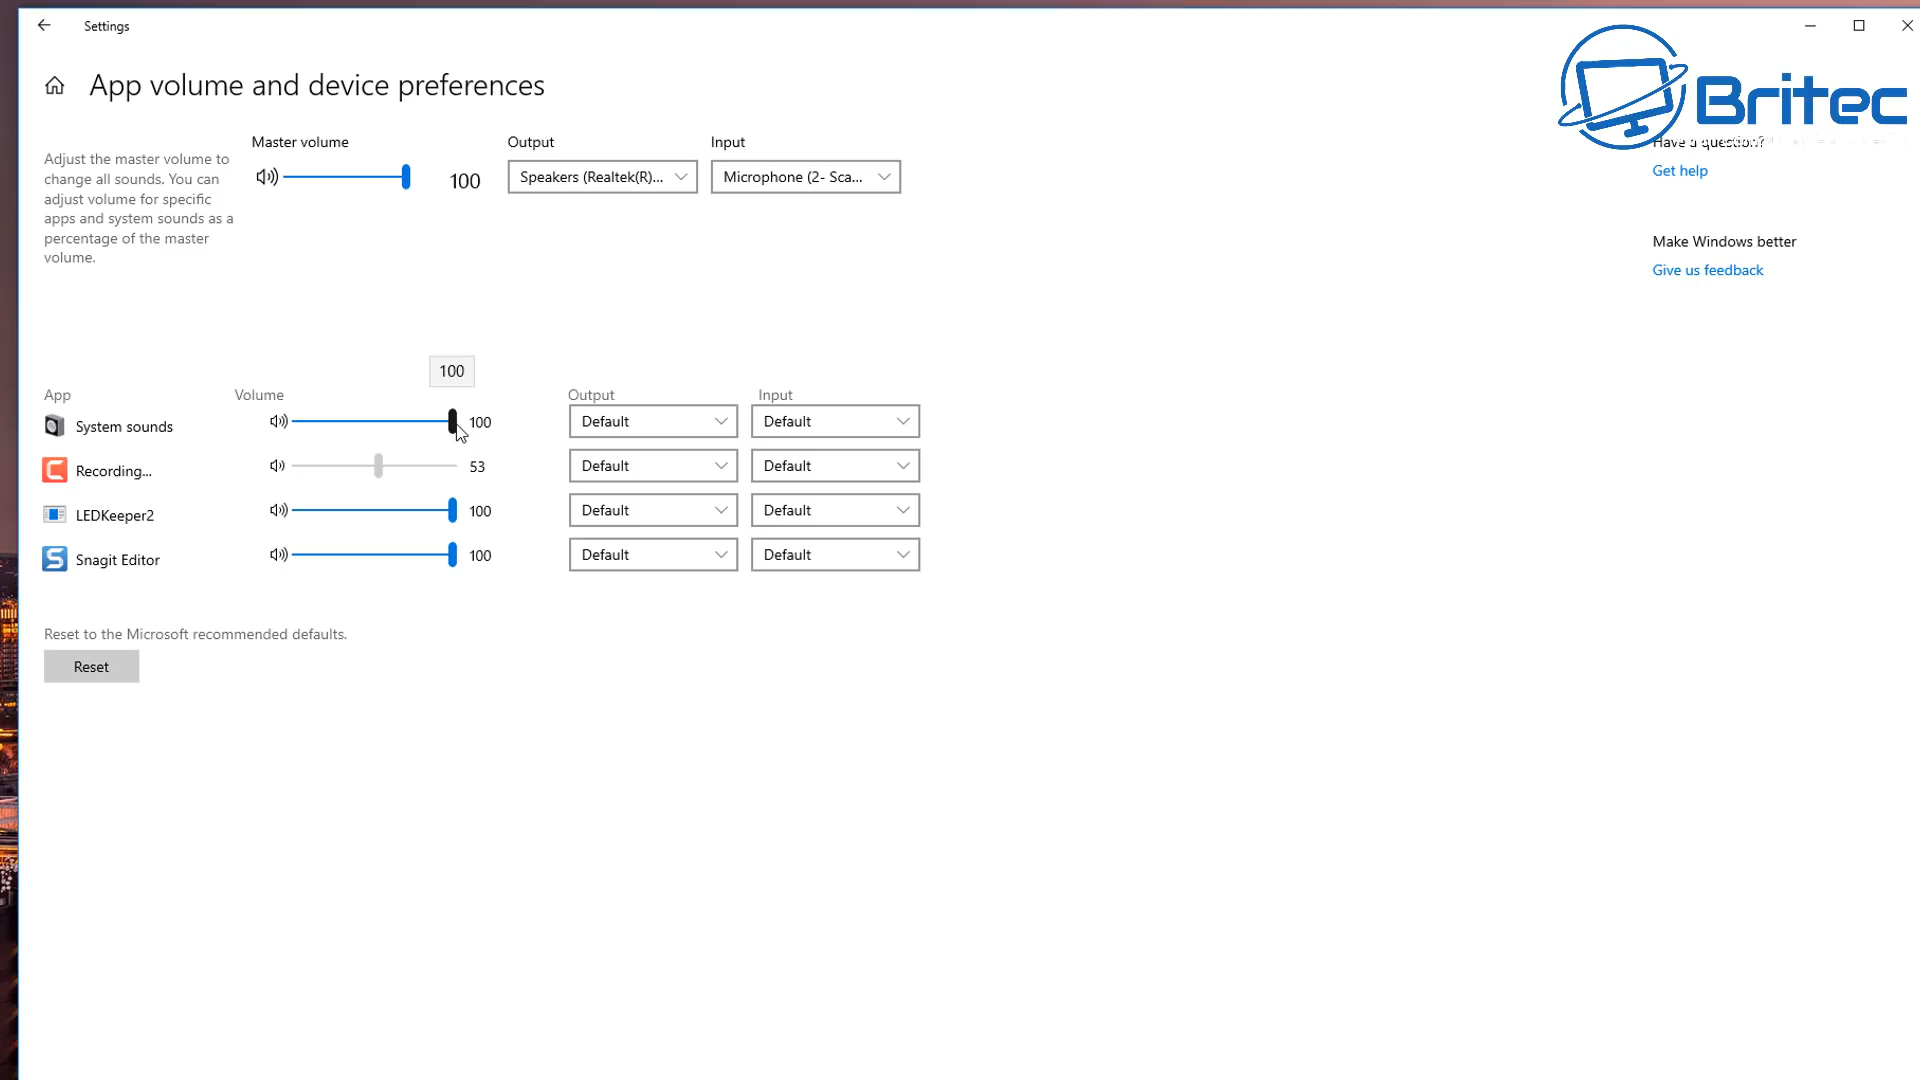 Settings
App volume and device preferences
Britec
Adjust the master volume to
change all sounds. You can
adjust volume for specific
apps and system sounds as a
percentage of the master
volume.
Master volume
100
Output
Speakers (Realtek(R)...
Input
Microphone (2- Sca...
Have a question?
Get help
Make Windows better
Give us feedback
100
App Volume Output Input
System sounds 100 Default Default
Recording... 53 Default Default
LEDKeeper2 100 Default Default
Snagit Editor 100 Default Default
Reset to the Microsoft recommended defaults.
Reset